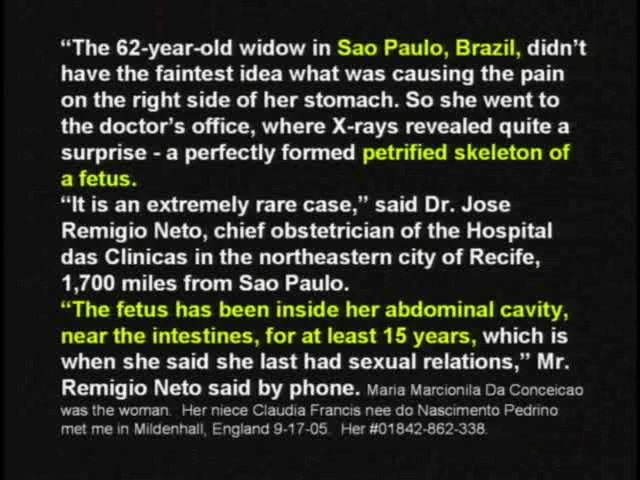 “The 62-year-old widow in Sao Paulo, Brazil, didn’t
have the faintest idea what was causing the pain
on the right side of her stomach. So she went to
the doctor’s office, where X-rays revealed quite a
surprise - a perfectly formed petrified skeleton of
a fetus.
“It is an extremely rare case,” said Dr. Jose
Remigio Neto, chief obstetrician of the Hospital
das Clinicas in the northeastern city of Recife,
1,700 miles from Sao Paulo.
“The fetus has been inside her abdominal cavity,
near the intestines, for at least 15 years, which is
when she said she last had sexual relations,” Mr.
Remigio Neto said by phone. Maria Marcionila Da Conceicao
was the woman. Her niece Claudia Francis nee do Nascimento Pedrino
met me in Mildenhall, England 9-17-05. Her #01842-862-338.